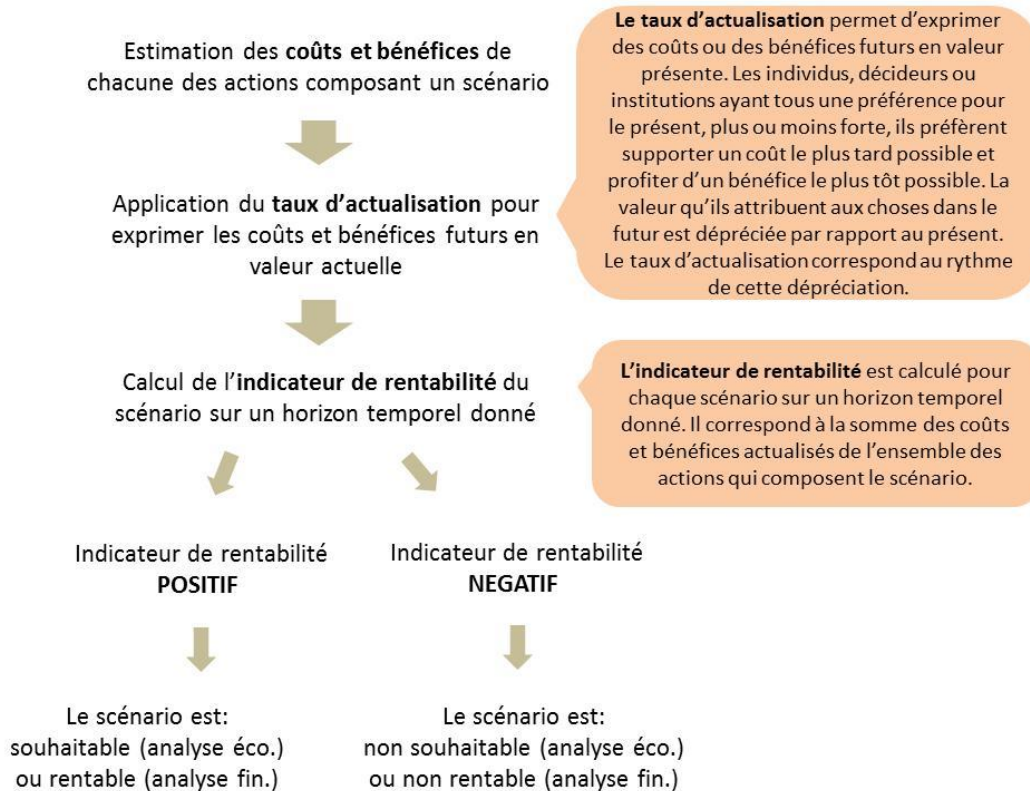 Estimation des coûts et bénéfices de
chacune des actions composant un scénario
Le taux d’actualisation permet d’exprimer
des coûts ou des bénéfices futurs en valeur
présente. Les individus, décideurs ou
institutions ayant tous une préférence pour
le présent, plus ou moins forte, ils préfèrent
supporter un coût le plus tard possible et
profiter d’un bénéfice le plus tôt possible. La
valeur qu’ils attribuent aux choses dans le
futur est dépréciée par rapport au présent.
Le taux d’actualisation correspond au rythme
de cette dépréciation.
Application du taux d’actualisation pour
exprimer les coûts et bénéfices futurs en
valeur actuelle
Calcul de l’indicateur de rentabilité du
scénario sur un horizon temporel donné
L’indicateur de rentabilité est calculé pour
chaque scénario sur un horizon temporel
donné. Il correspond à la somme des coûts
et bénéfices actualisés de l’ensemble des
actions qui composent le scénario.
Indicateur de rentabilité
POSITIF
Indicateur de rentabilité
NEGATIF
Le scénario est:
souhaitable (analyse éco.)
ou rentable (analyse fin.)
Le scénario est:
non souhaitable (analyse éco.)
ou non rentable (analyse fin.)